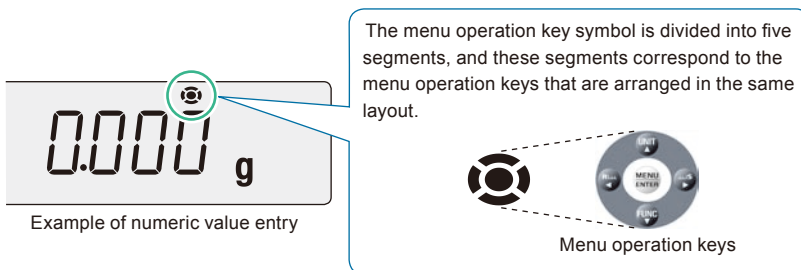 The menu operation key symbol is divided into five
segments, and these segments correspond to the
menu operation keys that are arranged in the same
layout.
0.000 g
Example of numeric value entry
UNIT
MENU
ENTER
FUNC
Menu operation keys